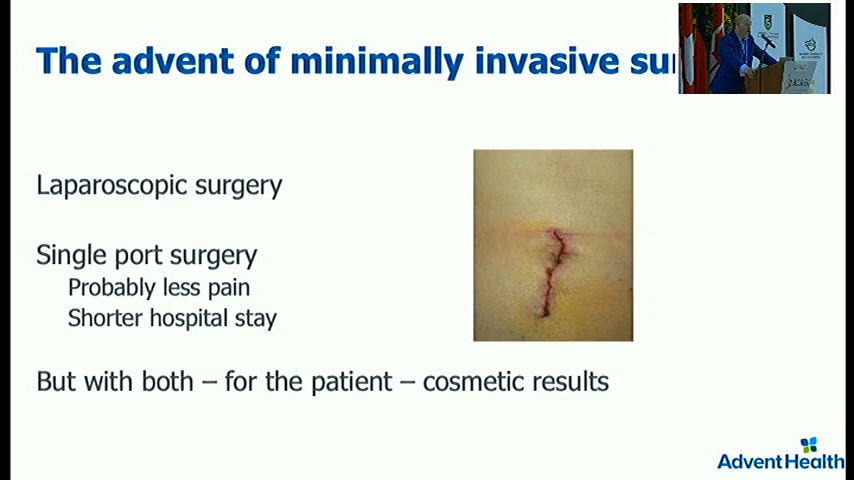 The advent of minimally invasive su
Laparoscopic surgery
Single port surgery
Probably less pain
Shorter hospital stay
But with both – for the patient – cosmetic results
AdventHealth